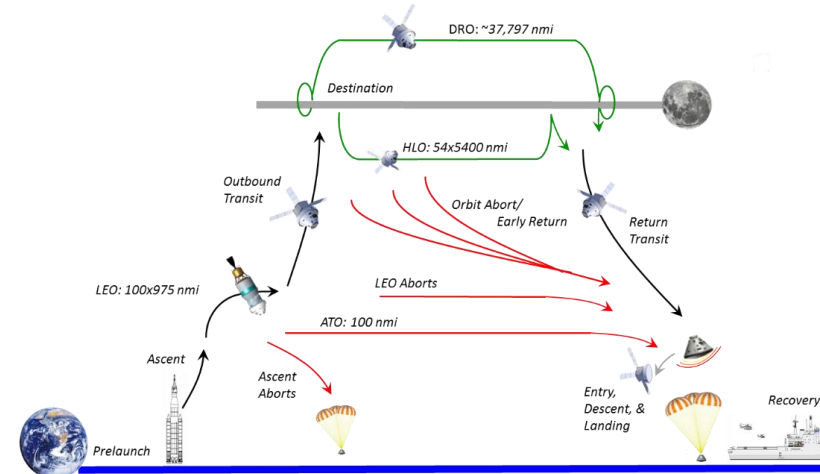 DRO: ~37,797 nmi
Destination
HLO: 54x5400 nmi
Outbound
Transit
Orbit Abort/
Early Return
Return
Transit
LEO: 100x975 nmi
LEO Aborts
ATO: 100 nmi
Ascent
Ascent
Aborts
Entry,
Descent, &
Landing
Recovery
Prelaunch